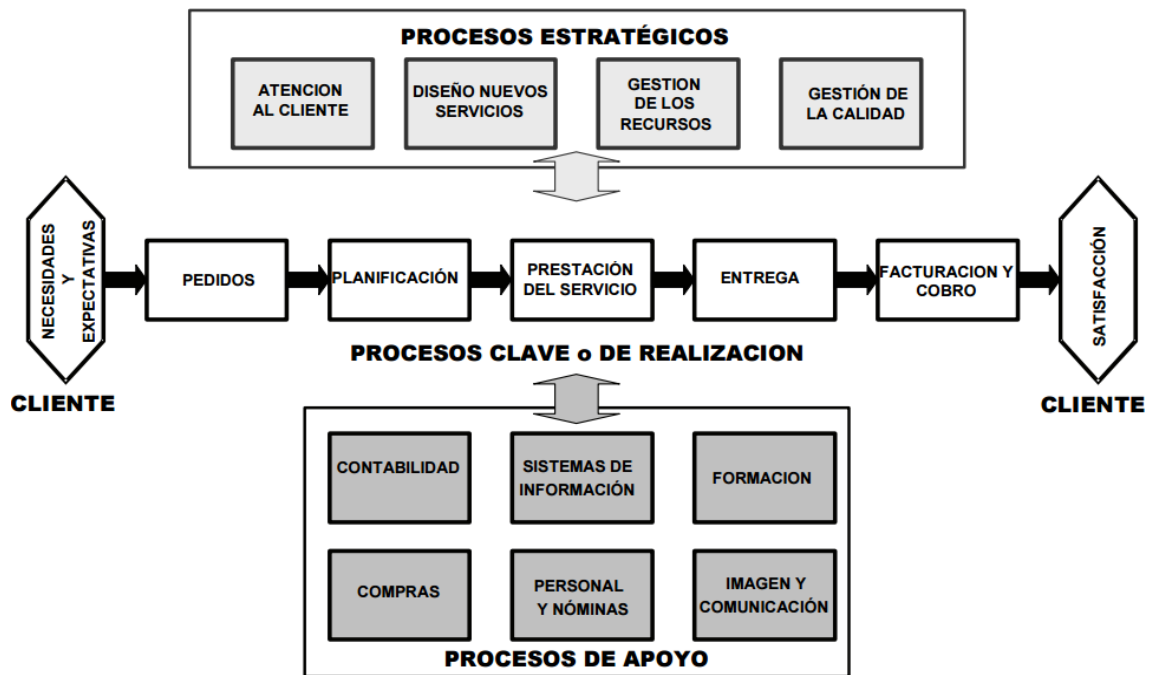 PROCESOS ESTRATÉGICOS
ATENCION
AL CLIENTE
DISEÑO NUEVOS
SERVICIOS
GESTION
DE LOS
RECURSOS
GESTIÓN DE
LA CALIDAD
NECESIDADES
Y
EXPECTATIVAS
CLIENTE
PEDIDOS
PLANIFICACIÓN
PRESTACIÓN
DEL SERVICIO
ENTREGA
FACTURACION Y
COBRO
SATISFACCIÓN
CLIENTE
PROCESOS CLAVE o DE REALIZACION
CONTABILIDAD
SISTEMAS DE
INFORMACIÓN
FORMACION
COMPRAS
PERSONAL
Y NÓMINAS
IMAGEN Y
COMUNICACIÓN
PROCESOS DE APOYO